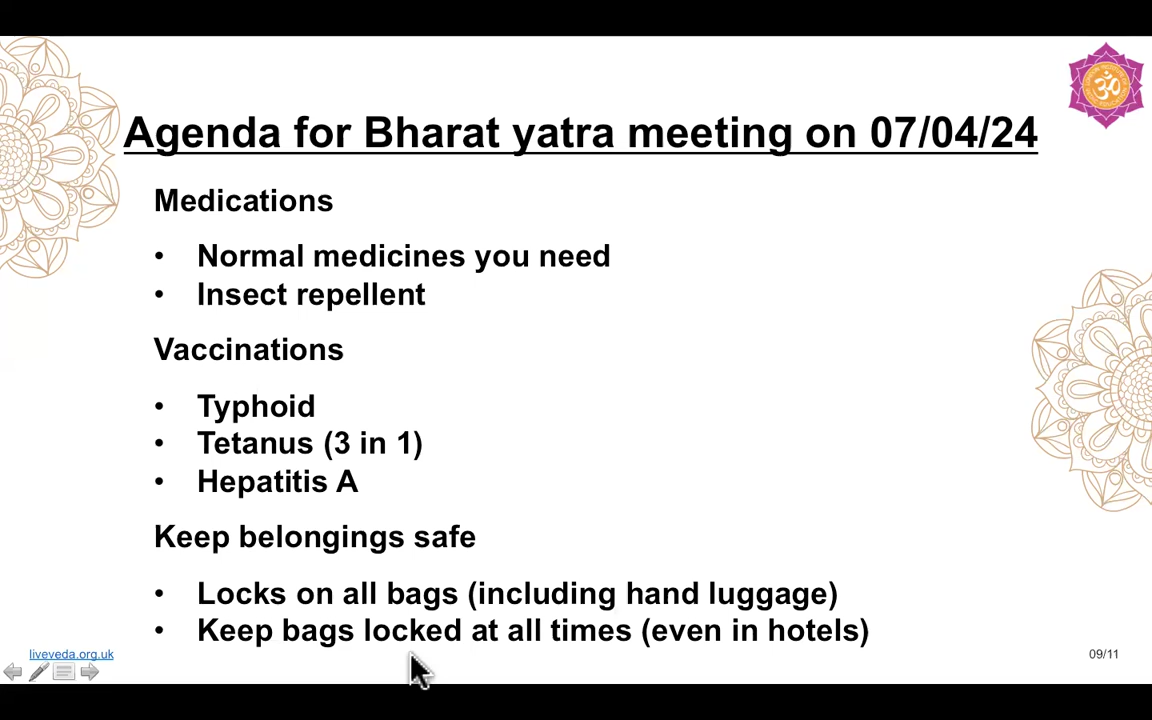 Agenda for Bharat yatra meeting on 07/04/24
Medications
• Normal medicines you need
• Insect repellent
Vaccinations
• Typhoid
• Tetanus (3 in 1)
• Hepatitis A
Keep belongings safe
• Locks on all bags (including hand luggage)
• Keep bags locked at all times (even in hotels)
liveveda.org.uk
09/11
ॐ